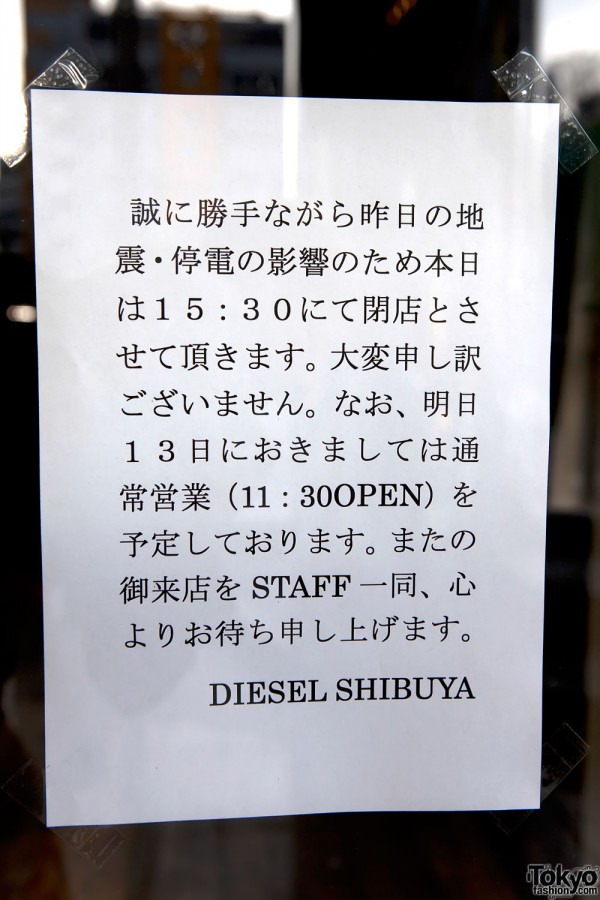 誠に勝手ながら昨日の地
震・停電の影響のため本日
は１５：３０にて閉店とさ
せて頂きます。大変申し訳
ございません。なお、明日
１３日におきましては通
常営業（11：30OPEN）を
予定しております。またの
御来店を STAFF 一同、心
よりお待ち申し上げます。
DIESEL SHIBUYA
Tokyo
fashion.com